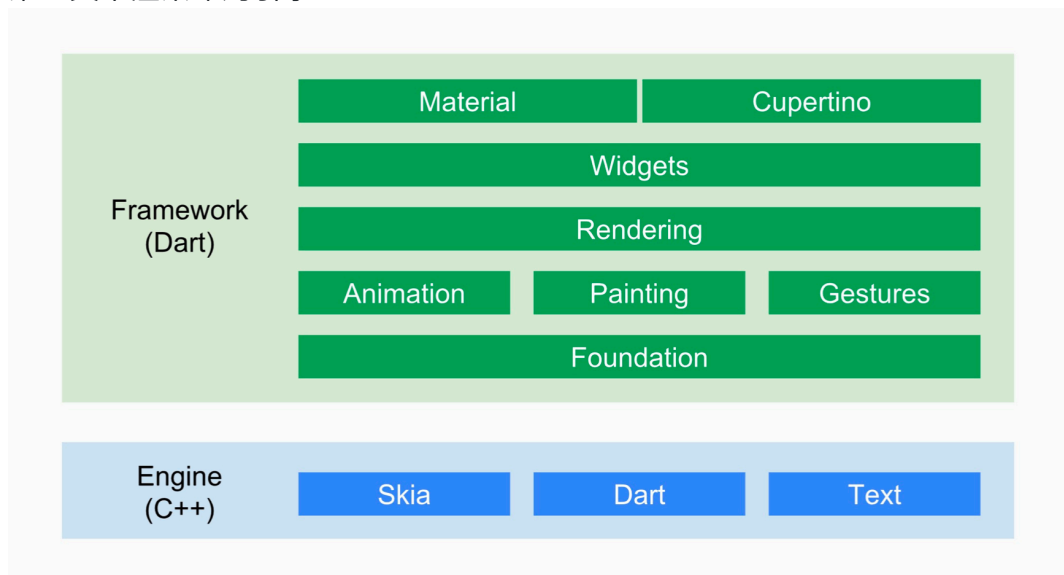 Material
Cupertino
Widgets
Framework
(Dart)
Rendering
Animation
Painting
Gestures
Foundation
Engine
(C++)
Skia
Dart
Text